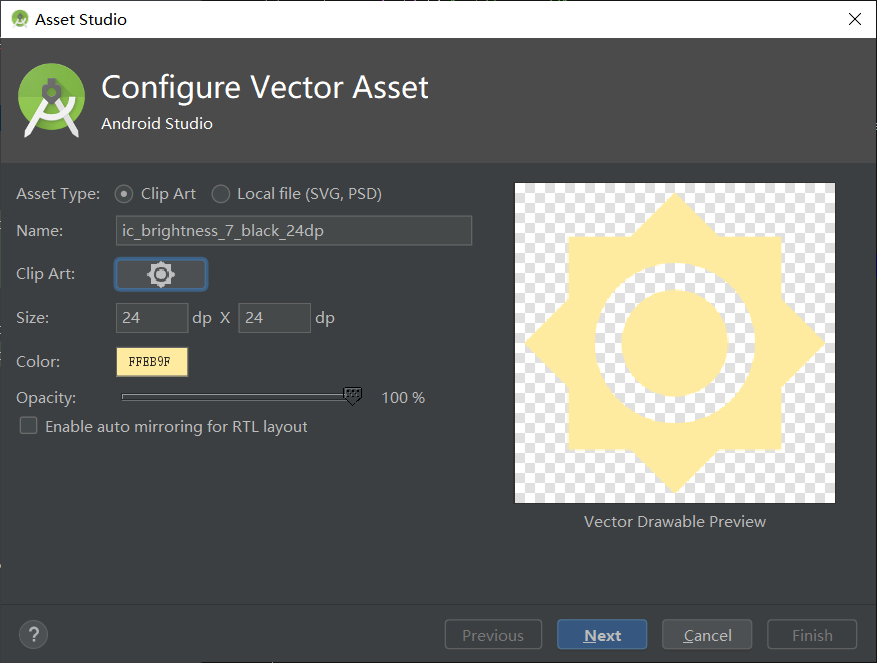 Asset Studio
Configure Vector Asset
Android Studio
Asset Type: Clip Art Local file (SVG, PSD)
Name: ic_brightness_7_black_24dp
Clip Art:
Size: 24 dp X 24 dp
Color: FFEB9F
Opacity: 100 %
Enable auto mirroring for RTL layout
Vector Drawable Preview
? Previous Next Cancel Finish